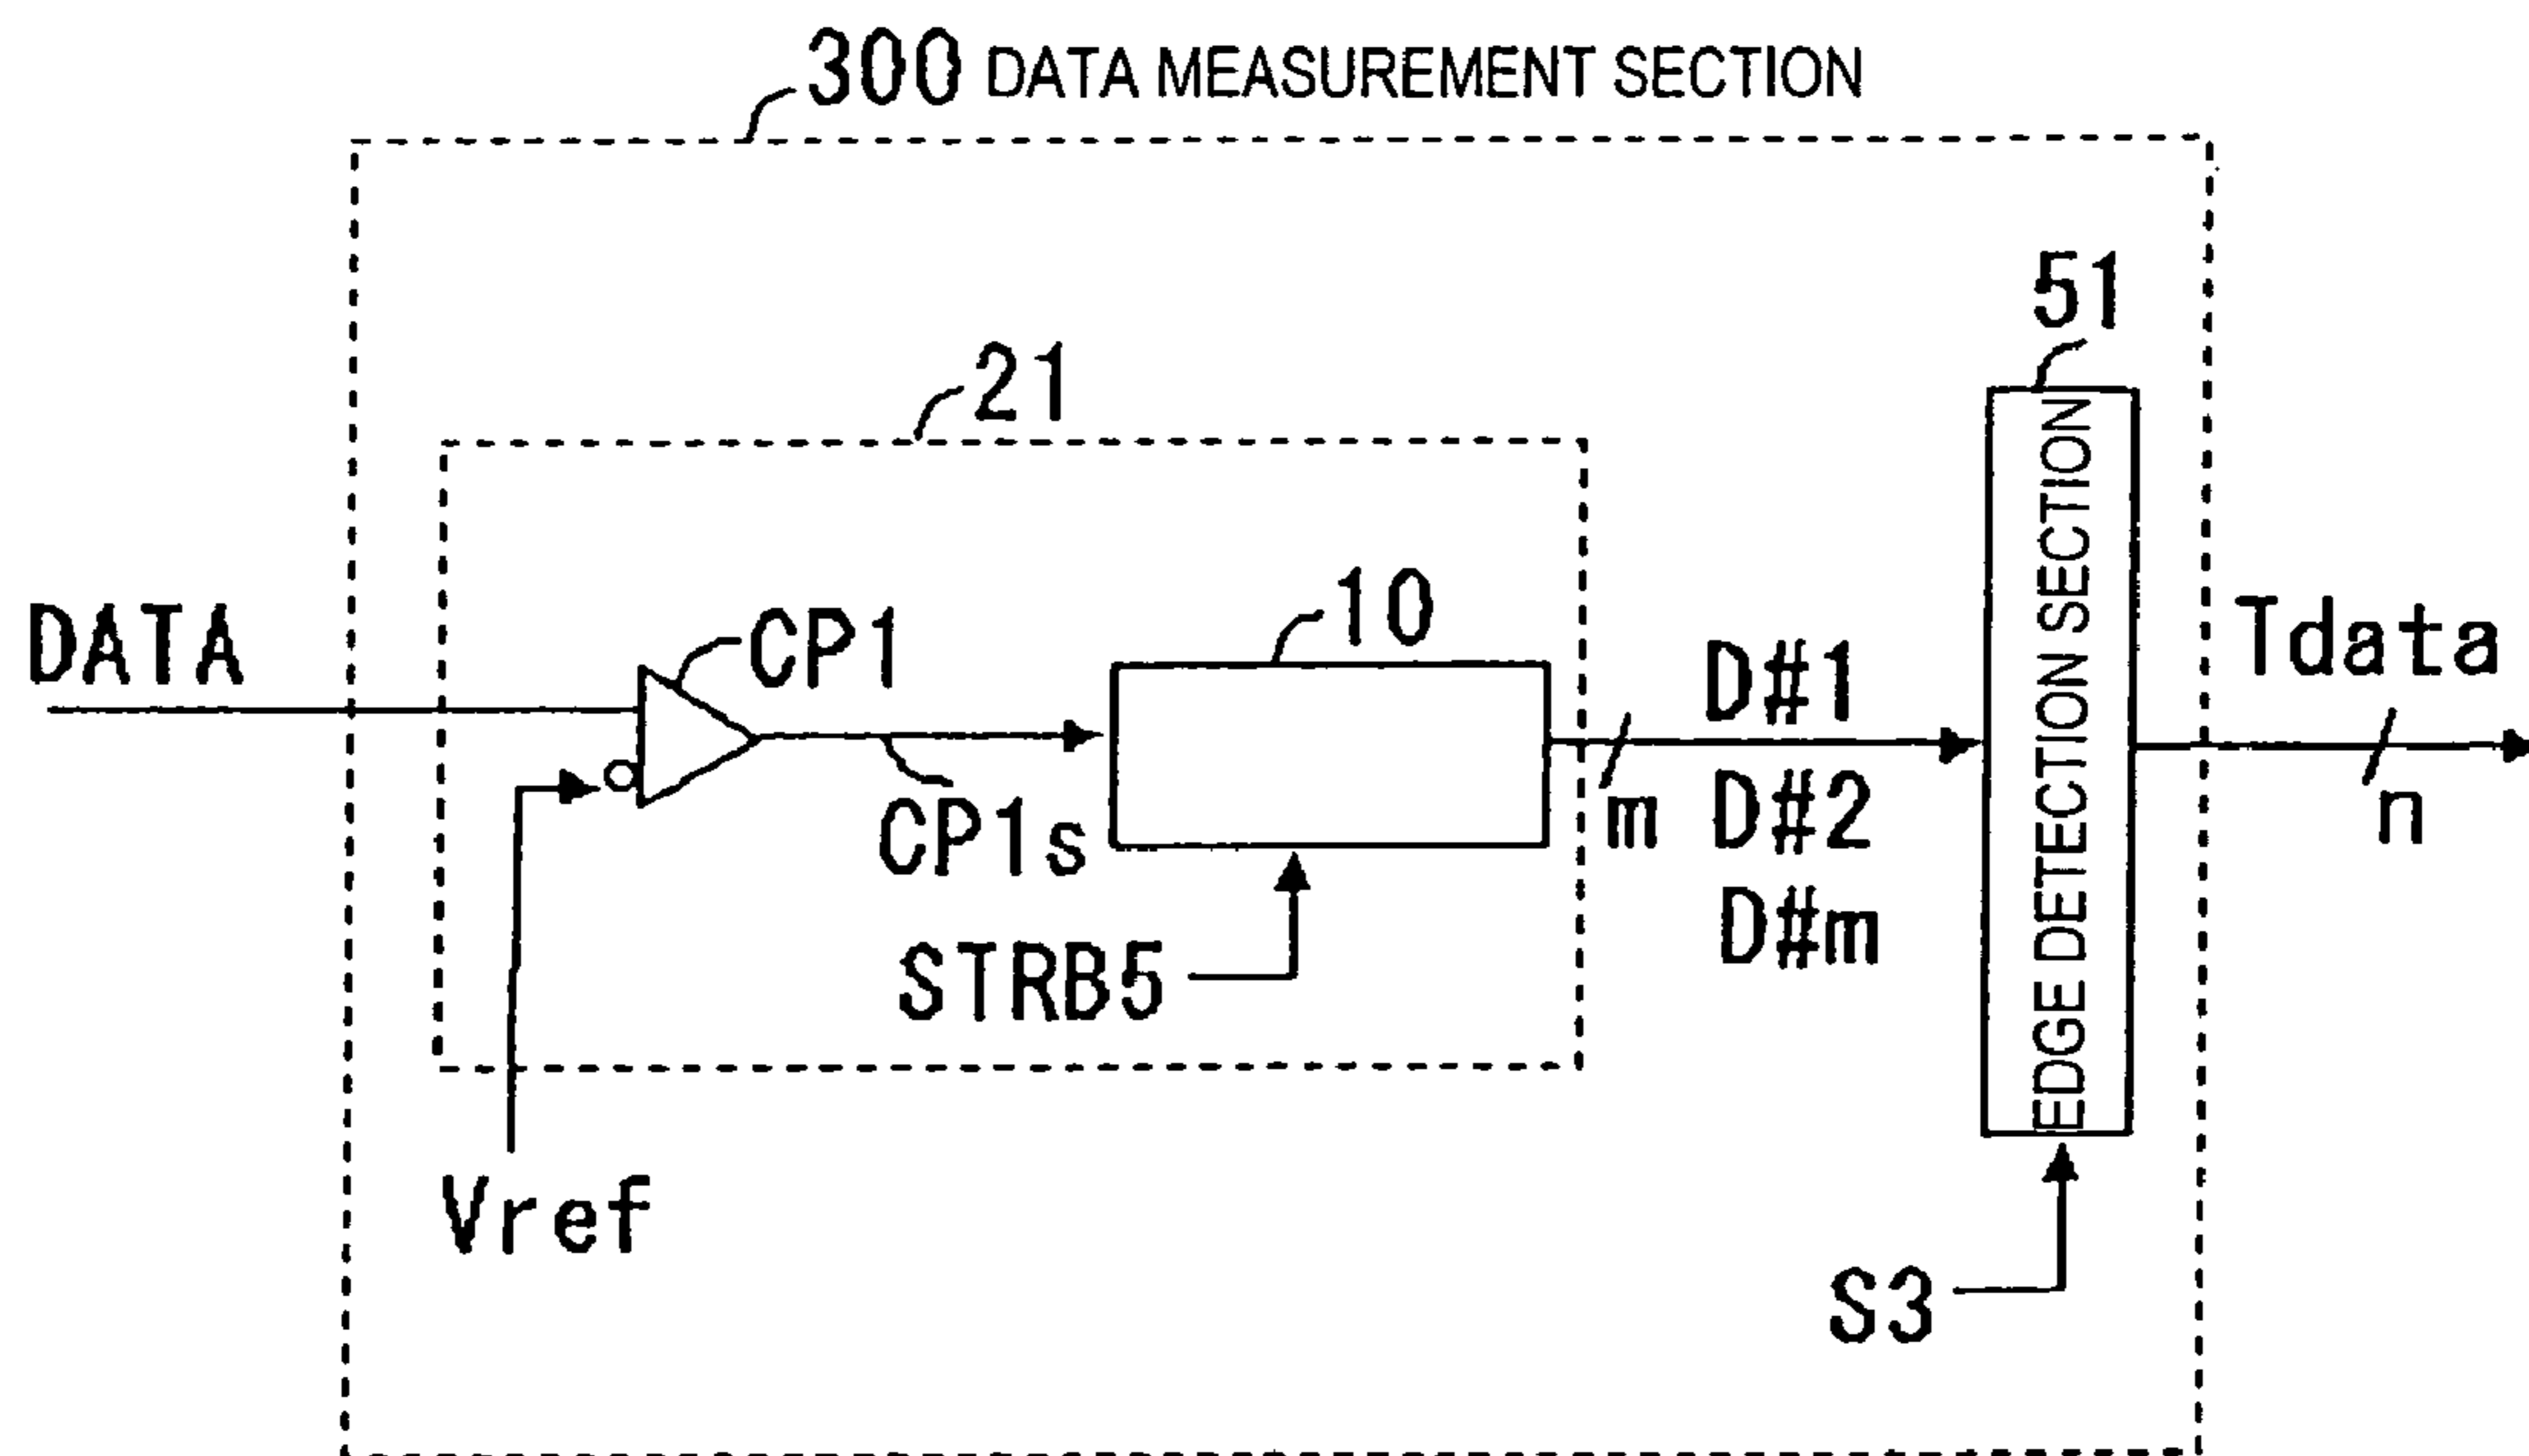 300 DATA MEASUREMENT SECTION
51
21
10
DATA
CP1
CP1s
STRB5
m
D#1
D#2
D#m
EDGE DETECTION SECTION
Tdata
n
Vref
S3